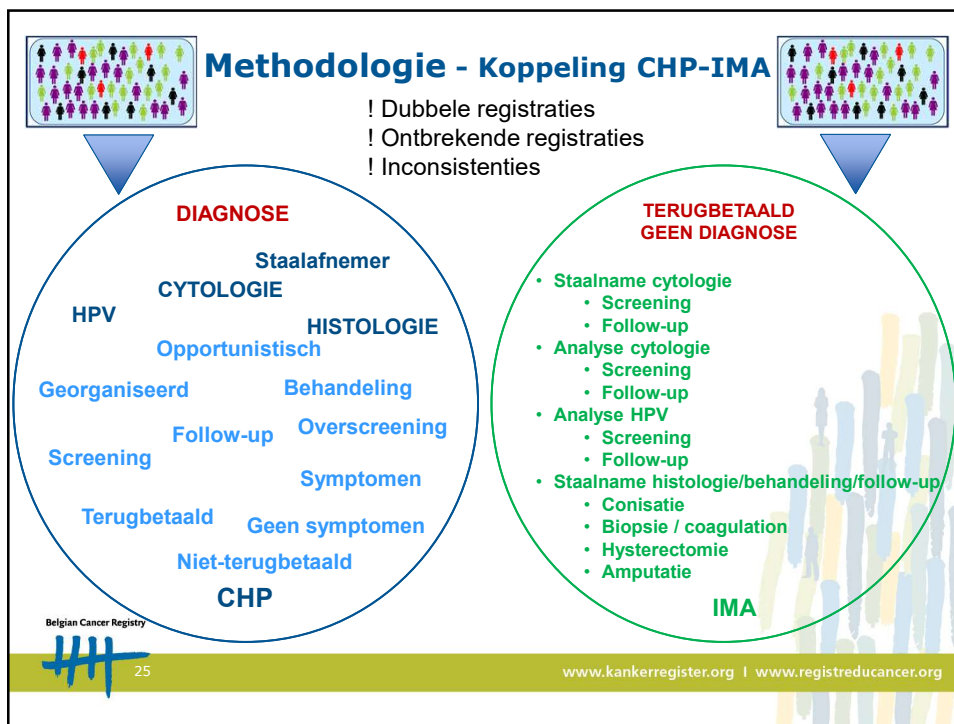 Methodologie - Koppeling CHP-IMA
! Dubbele registraties
! Ontbrekende registraties
! Inconsistenties
DIAGNOSE
Staalafnemer
CYTOLOGIE
HPV
HISTOLOGIE
Opportunistisch
Georganiseerd
Behandeling
Follow-up
Overscreening
Screening
Symptomen
Terugbetaald
Geen symptomen
Niet-terugbetaald
CHP
TERUGBETAALD
GEEN DIAGNOSE
• Staalname cytologie
• Screening
• Follow-up
• Analyse cytologie
• Screening
• Follow-up
• Analyse HPV
• Screening
• Follow-up
• Staalname histologie/behandeling/follow-up
• Conisatie
• Biopsie / coagulation
• Hysterectomie
• Amputatie
IMA
Belgian Cancer Registry
25
www.kankerregister.org I www.registreducancer.org